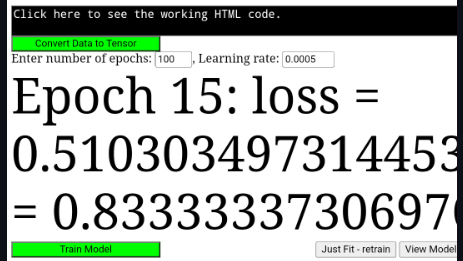 Click here to see the working HTML code.
Convert Data to Tensor
Enter number of epochs: 100 , Learning rate: 0.0005
Epoch 15: loss =
0.510303497314453
= 0.8333333730697
Train Model Just Fit - retrain View Model